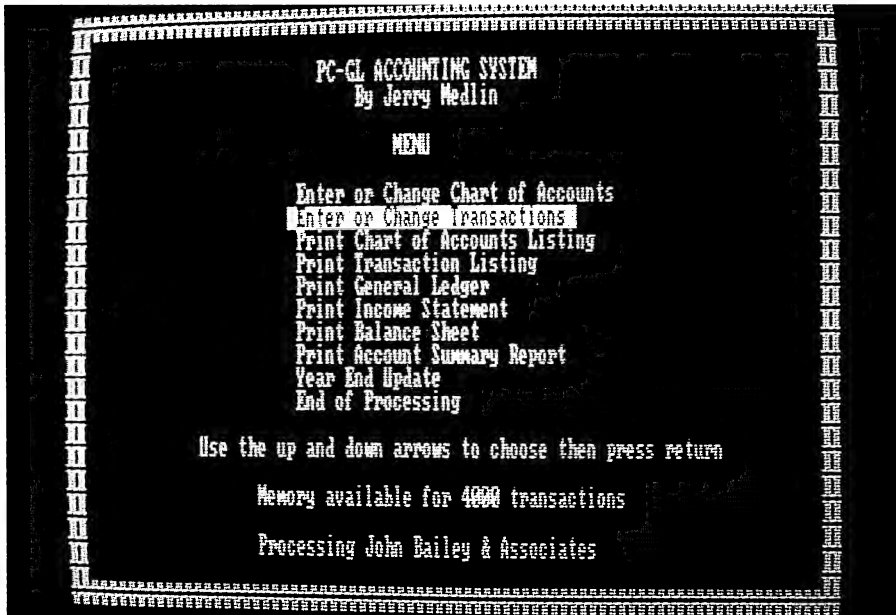 PC-GL ACCOUNTING SYSTEM
By Jerry Medlin
MENU
Enter or Change Chart of Accounts
Enter or Change Transactions
Print Chart of Accounts Listing
Print Transaction Listing
Print General Ledger
Print Income Statement
Print Balance Sheet
Print Account Summary Report
Year End Update
End of Processing
Use the up and down arrows to choose then press return
Memory available for 4000 transactions
Processing John Bailey & Associates